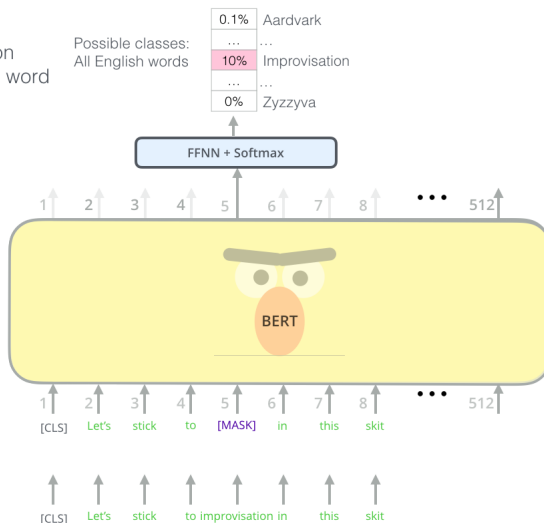 0.1% Aardvark
on
Possible classes:
... ...
word
All English words
10% Improvisation
... ...
0% Zyzzyva
FFNN + Softmax
1 2 3 4 5 6 7 8 ••• 512
BERT
1 2 3 4 5 6 7 8 ••• 512
[CLS] Let's stick to [MASK] in this skit
[CLS] Let's stick to improvisation in this skit